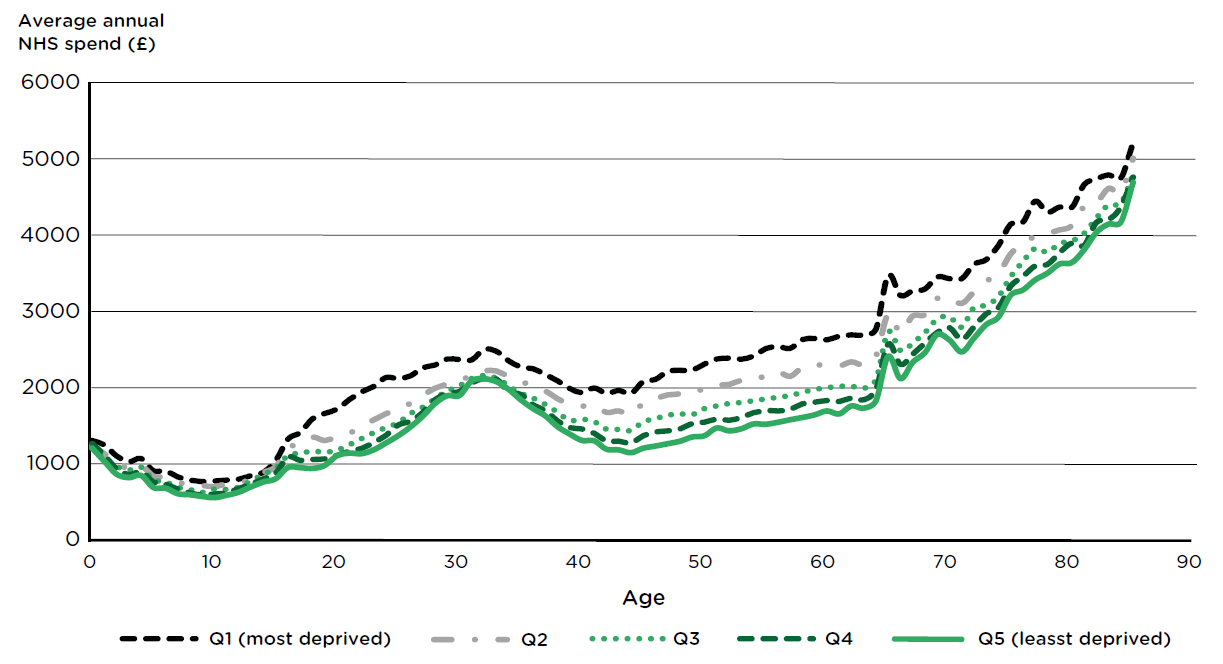 Average annual
NHS spend (£)
6000
5000
4000
3000
2000
1000
0
0 10 20 30 40 50 60 70 80 90
Age
Q1 (most deprived) Q2 Q3 Q4 Q5 (leasst deprived)